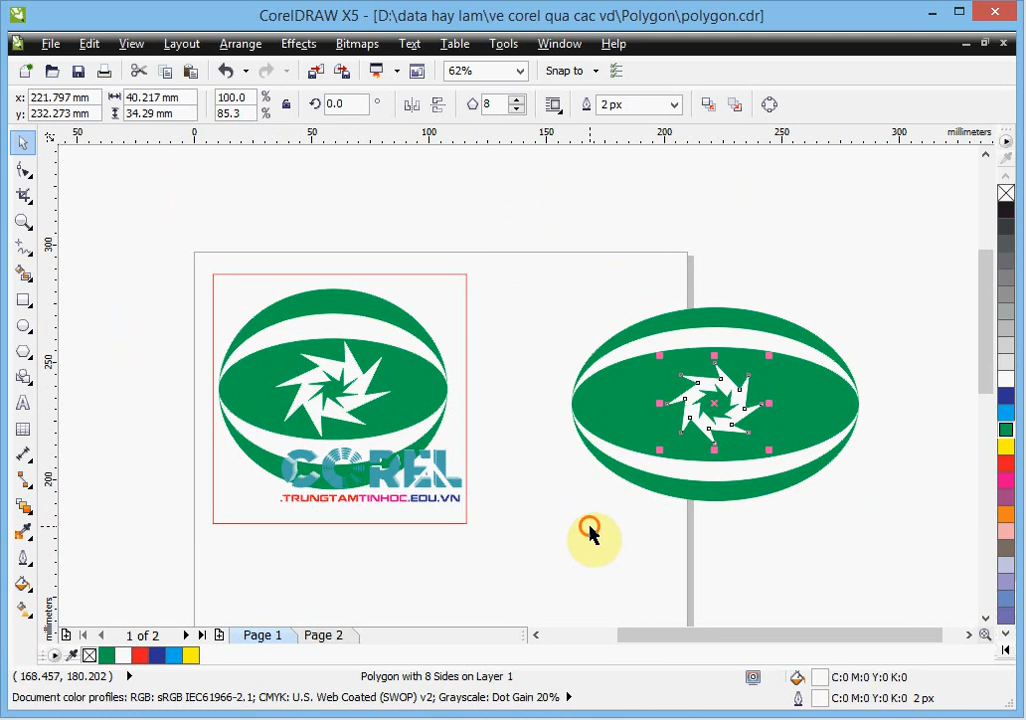 CorelDRAW X5 - [D:\data hay lam\ve corel qua cac vd\Polygon\polygon.cdr]
File Edit View Layout Arrange Effects Bitmaps Text Table Tools Window Help
62% Snap to
x: 221.797 mm 40.217 mm 100.0 % 0.0 ° 8 2 px
y: 232.273 mm 34.29 mm 85.3 %
50 0 50 100 150 200 250 300 millimeters
300
250
200
millimeters
COREL
.TRUNGTAMTINHOC.EDU.VN
1 of 2 Page 1 Page 2
( 168.457, 180.202 ) Polygon with 8 Sides on Layer 1 C:0 M:0 Y:0 K:0
Document color profiles: RGB: sRGB IEC61966-2.1; CMYK: U.S. Web Coated (SWOP) v2; Grayscale: Dot Gain 20% C:0 M:0 Y:0 K:0 2 px